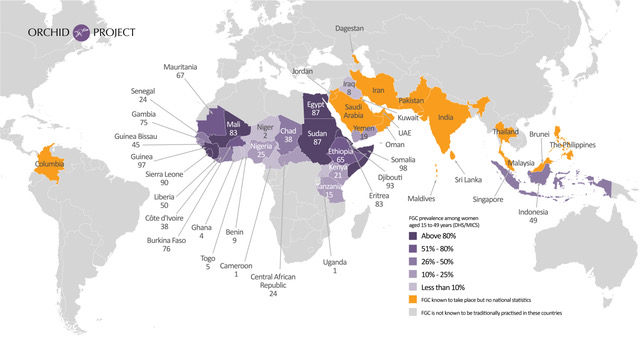 ORCHID PROJECT
Dagestan
Mauritania
67
Jordan
Senegal
24
Iraq
8
Iran
Gambia
75
Egypt
87
Saudi
Arabia
Pakistan
Mali
83
Kuwait
India
Guinea Bissau
45
Niger
2
Chad
38
Sudan
87
Yemen
19
UAE
Oman
Thailand
Brunei
The Philippines
Guinea
97
Nigeria
25
Ethiopia
65
Somalia
98
Columbia
Sierra Leone
90
Kenya
21
Djibouti
93
Sri Lanka
Malaysia
Liberia
50
Tanzania
15
Eritrea
83
Maldives
Singapore
Côte d'Ivoire
38
Ghana
4
Indonesia
49
Burkina Faso
76
Benin
9
Togo
5
Cameroon
1
Uganda
1
Central African
Republic
24
FGC prevalence among women
aged 15 to 49 years (DHS/MICS)
Above 80%
51% - 80%
26% - 50%
10% - 25%
Less than 10%
FGC known to take place but no national statistics
FGC is not known to be traditionally practised in these countries